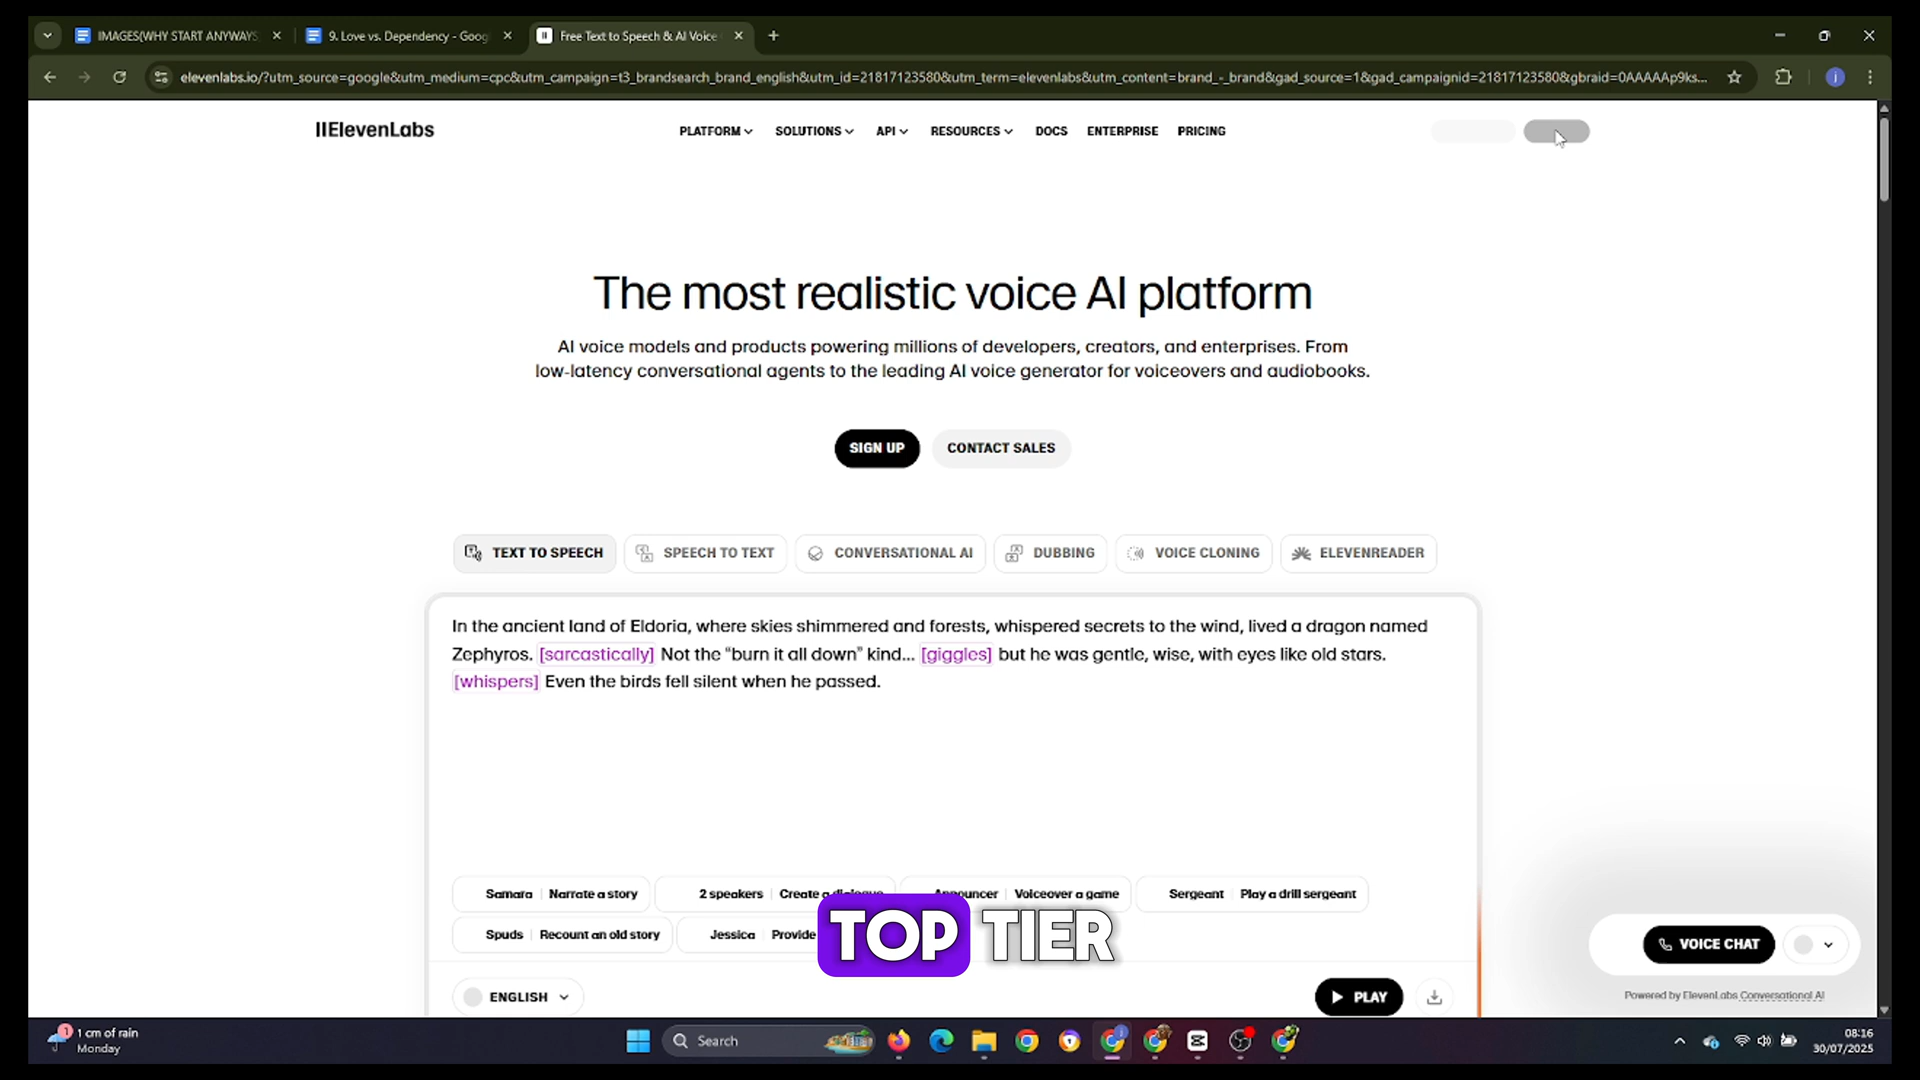 IMAGES(WHY START ANYWAYS
9. Love vs. Dependency - Goog
Free Text to Speech & AI Voice
elevenlabs.io/?utm_source=google&utm_medium=cpc&utm_campaign=t3_brandsearch_brand_english&utm_id=21817123580&utm_term=elevenlabs&utm_content=brand_-_brand&gad_source=1&gad_campaignid=21817123580&gbraid=0AAAAAp9ks...
IIElevenLabs
PLATFORM
SOLUTIONS
API
RESOURCES
DOCS
ENTERPRISE
PRICING
The most realistic voice AI platform
AI voice models and products powering millions of developers, creators, and enterprises. From
low-latency conversational agents to the leading AI voice generator for voiceovers and audiobooks.
SIGN UP
CONTACT SALES
TEXT TO SPEECH
SPEECH TO TEXT
CONVERSATIONAL AI
DUBBING
VOICE CLONING
ELEVENREADER
In the ancient land of Eldoria, where skies shimmered and forests, whispered secrets to the wind, lived a dragon named
Zephyros. [sarcastically] Not the “burn it all down” kind... [giggles] but he was gentle, wise, with eyes like old stars.
[whispers] Even the birds fell silent when he passed.
Samara | Narrate a story
2 speakers | Create a dialogue
Announcer | Voiceover a game
Sergeant | Play a drill sergeant
Spuds | Recount an old story
Jessica | Provide
TOP TIER
ENGLISH
PLAY
VOICE CHAT
Powered by ElevenLabs Conversational AI
1
1 cm of rain
Monday
Search
08:16
30/07/2025